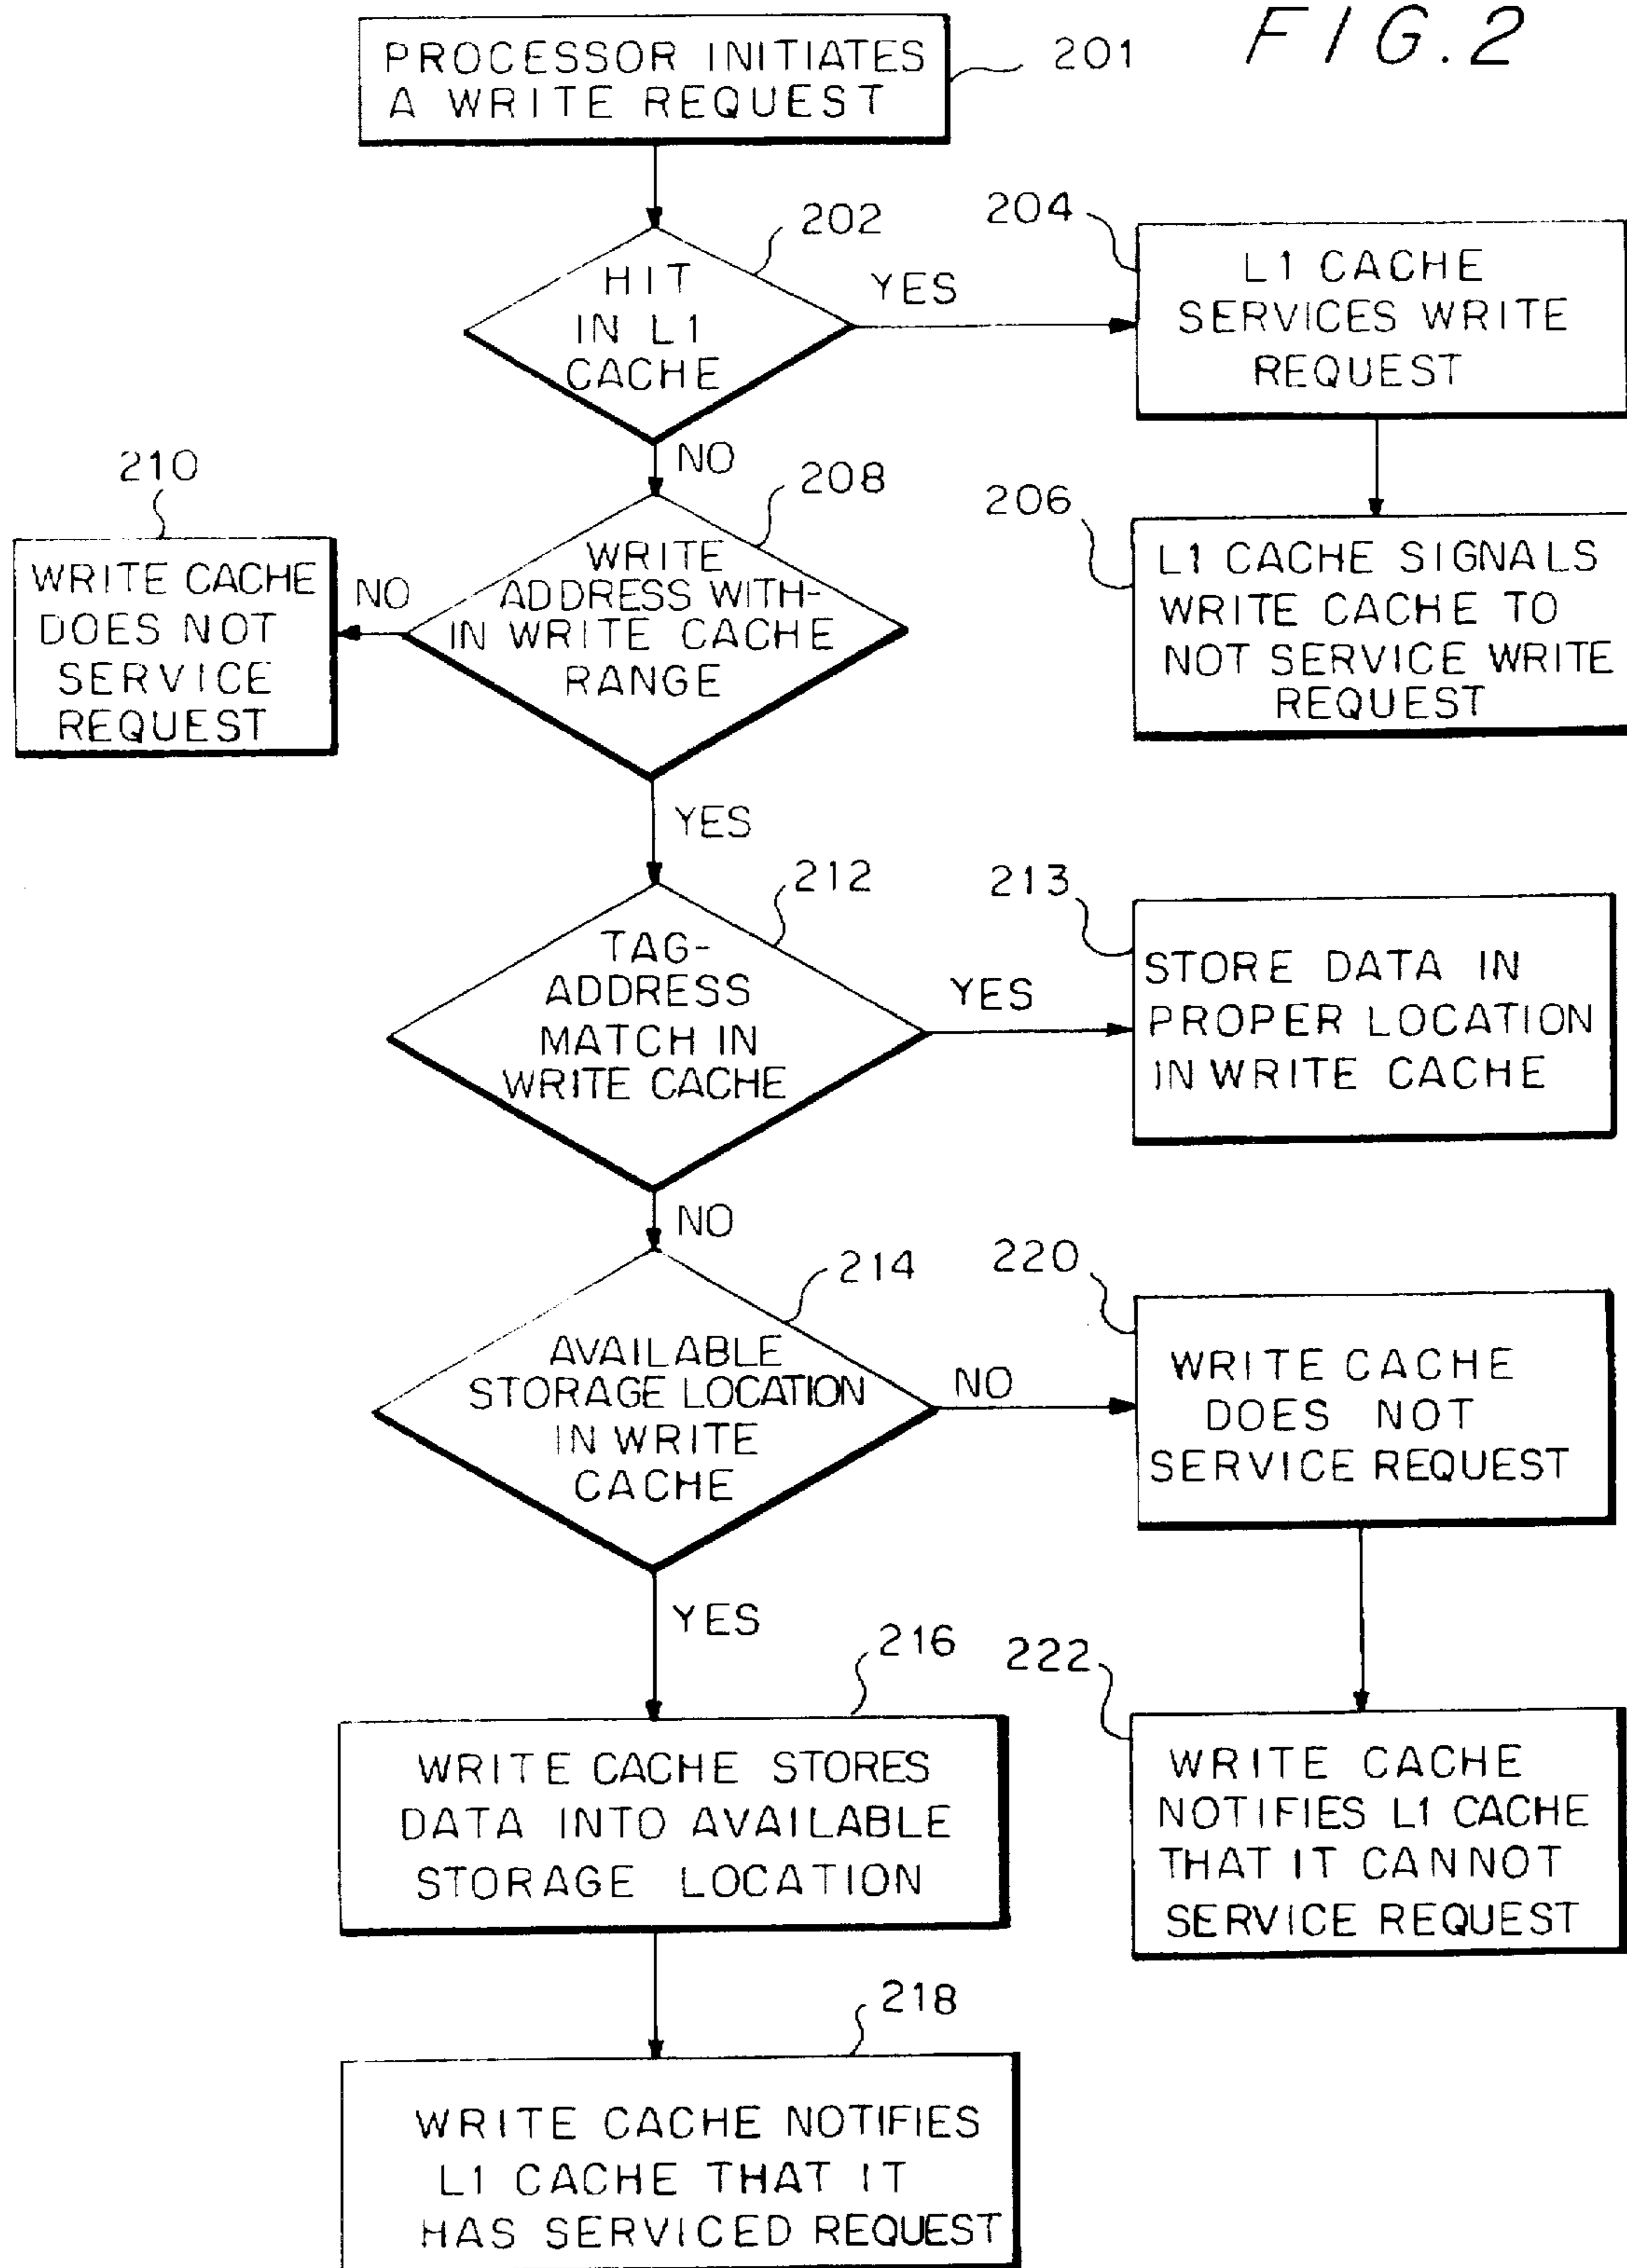 FIG.2
PROCESSOR INITIATES
A WRITE REQUEST
201
202
HIT
IN L1
CACHE
YES
204
L1 CACHE
SERVICES WRITE
REQUEST
NO
206
L1 CACHE SIGNALS
WRITE CACHE TO
NOT SERVICE WRITE
REQUEST
208
WRITE
ADDRESS WITH-
IN WRITE CACHE
RANGE
NO
210
WRITE CACHE
DOES NOT
SERVICE
REQUEST
YES
212
TAG-
ADDRESS
MATCH IN
WRITE CACHE
YES
213
STORE DATA IN
PROPER LOCATION
IN WRITE CACHE
NO
214
AVAILABLE
STORAGE LOCATION
IN WRITE
CACHE
NO
220
WRITE CACHE
DOES NOT
SERVICE REQUEST
YES
216
WRITE CACHE STORES
DATA INTO AVAILABLE
STORAGE LOCATION
222
WRITE CACHE
NOTIFIES L1 CACHE
THAT IT CANNOT
SERVICE REQUEST
218
WRITE CACHE NOTIFIES
L1 CACHE THAT IT
HAS SERVICED REQUEST